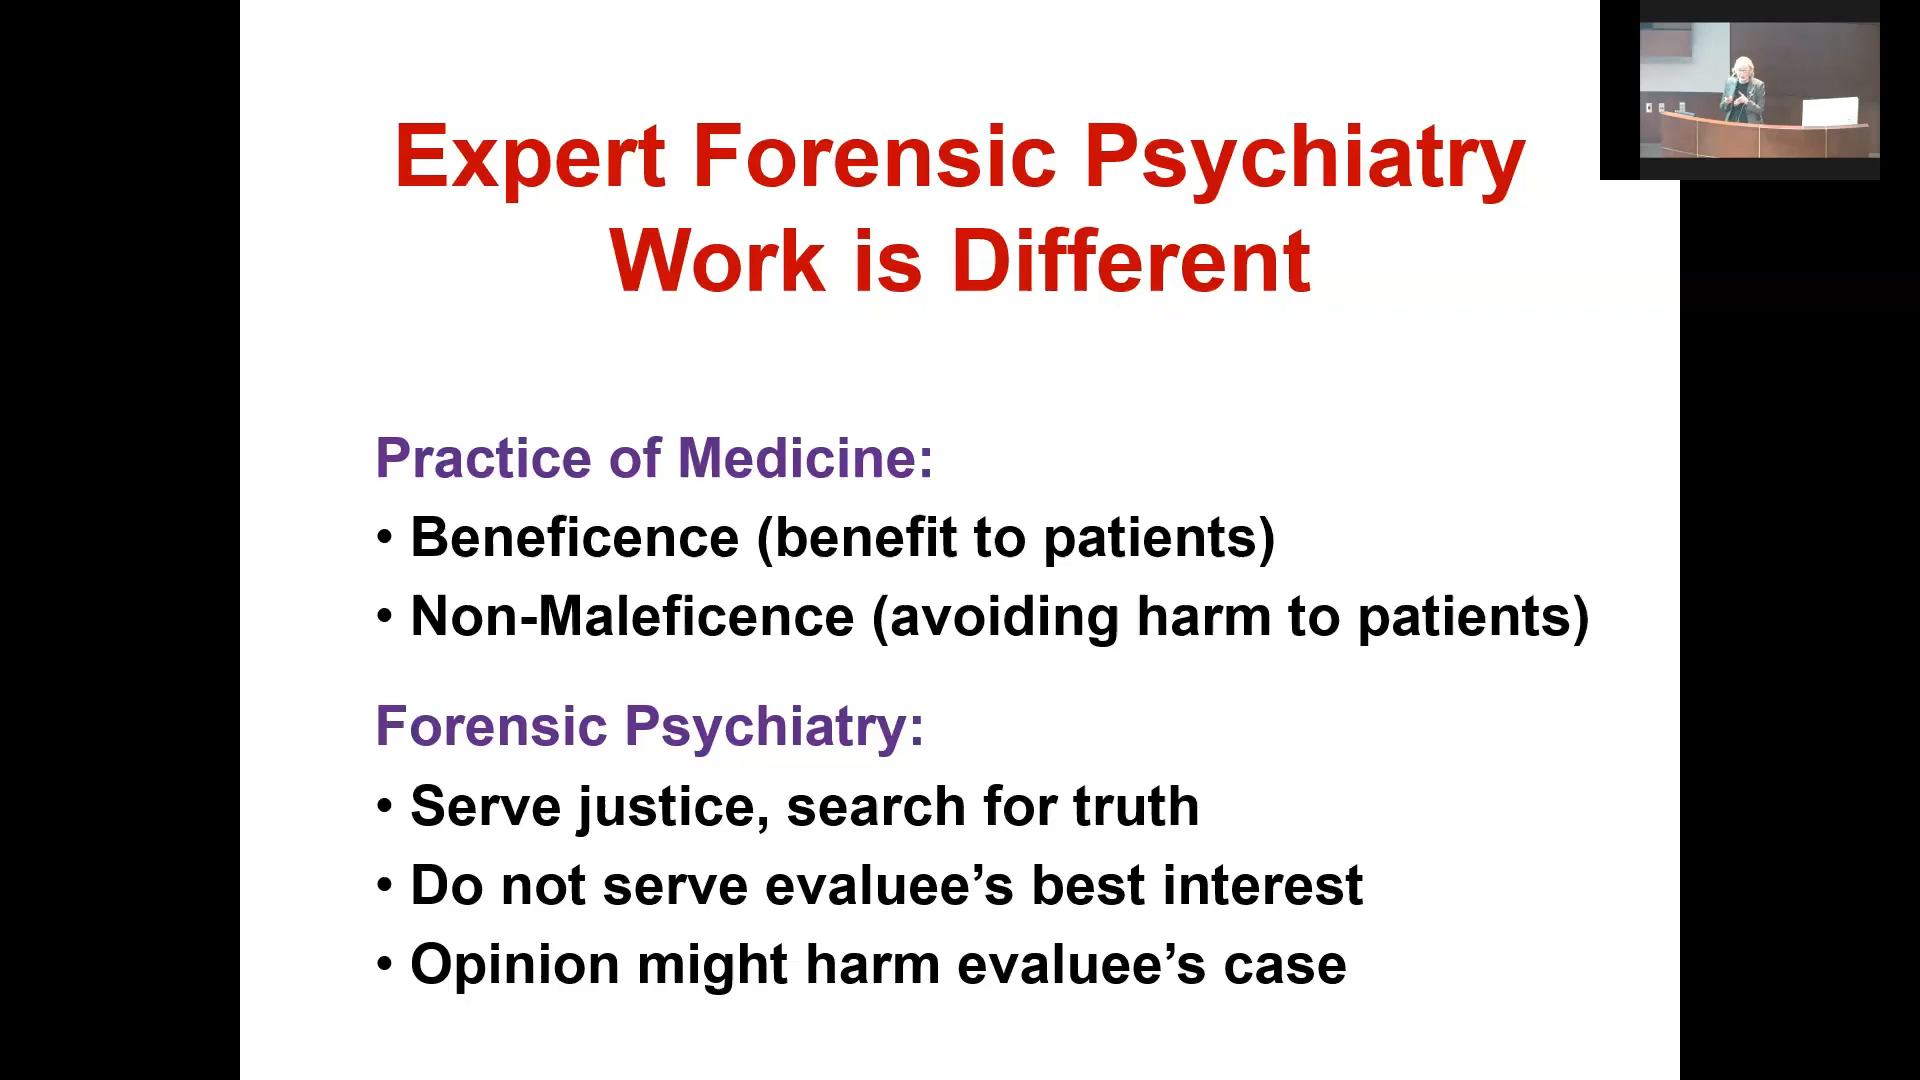 Expert Forensic Psychiatry
Work is Different
Practice of Medicine:
• Beneficence (benefit to patients)
• Non-Maleficence (avoiding harm to patients)
Forensic Psychiatry:
• Serve justice, search for truth
• Do not serve evaluee’s best interest
• Opinion might harm evaluee’s case